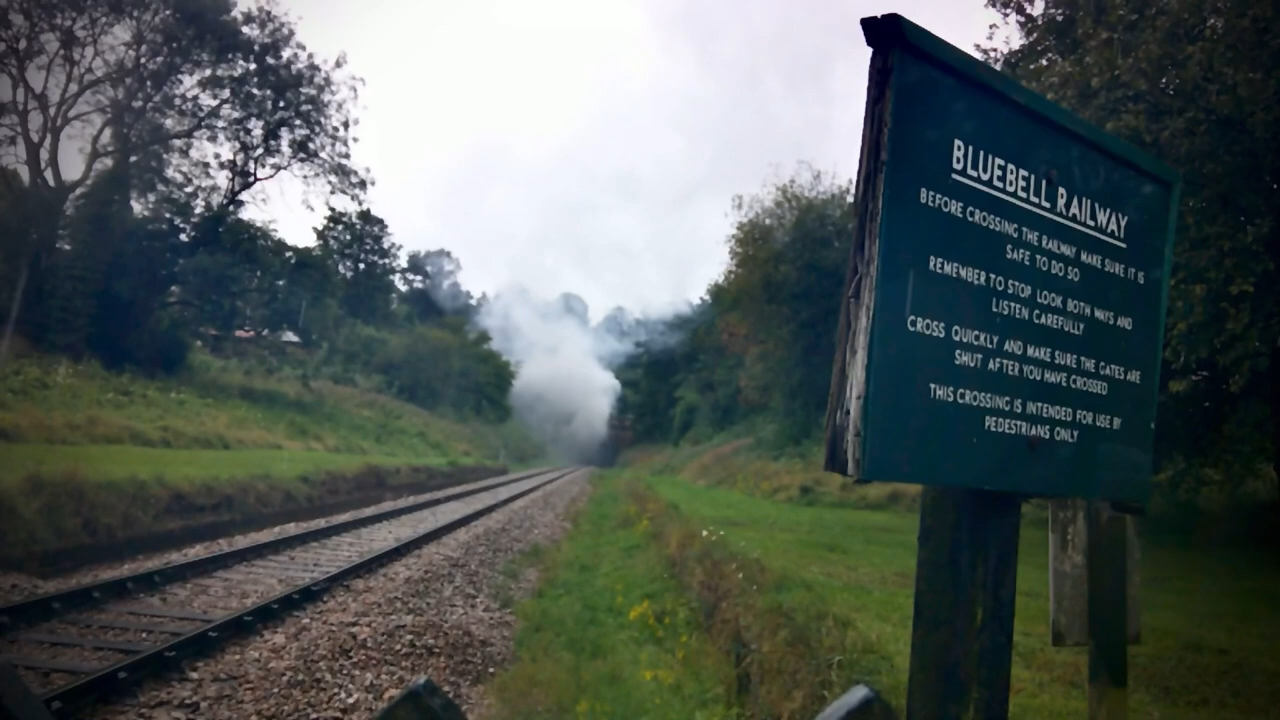 BLUEBELL RAILWAY
BEFORE CROSSING THE RAILWAY MAKE SURE IT IS
SAFE TO DO SO
REMEMBER TO STOP LOOK BOTH WAYS AND
LISTEN CAREFULLY
CROSS QUICKLY AND MAKE SURE THE GATES ARE
SHUT AFTER YOU HAVE CROSSED
THIS CROSSING IS INTENDED FOR USE BY
PEDESTRIANS ONLY